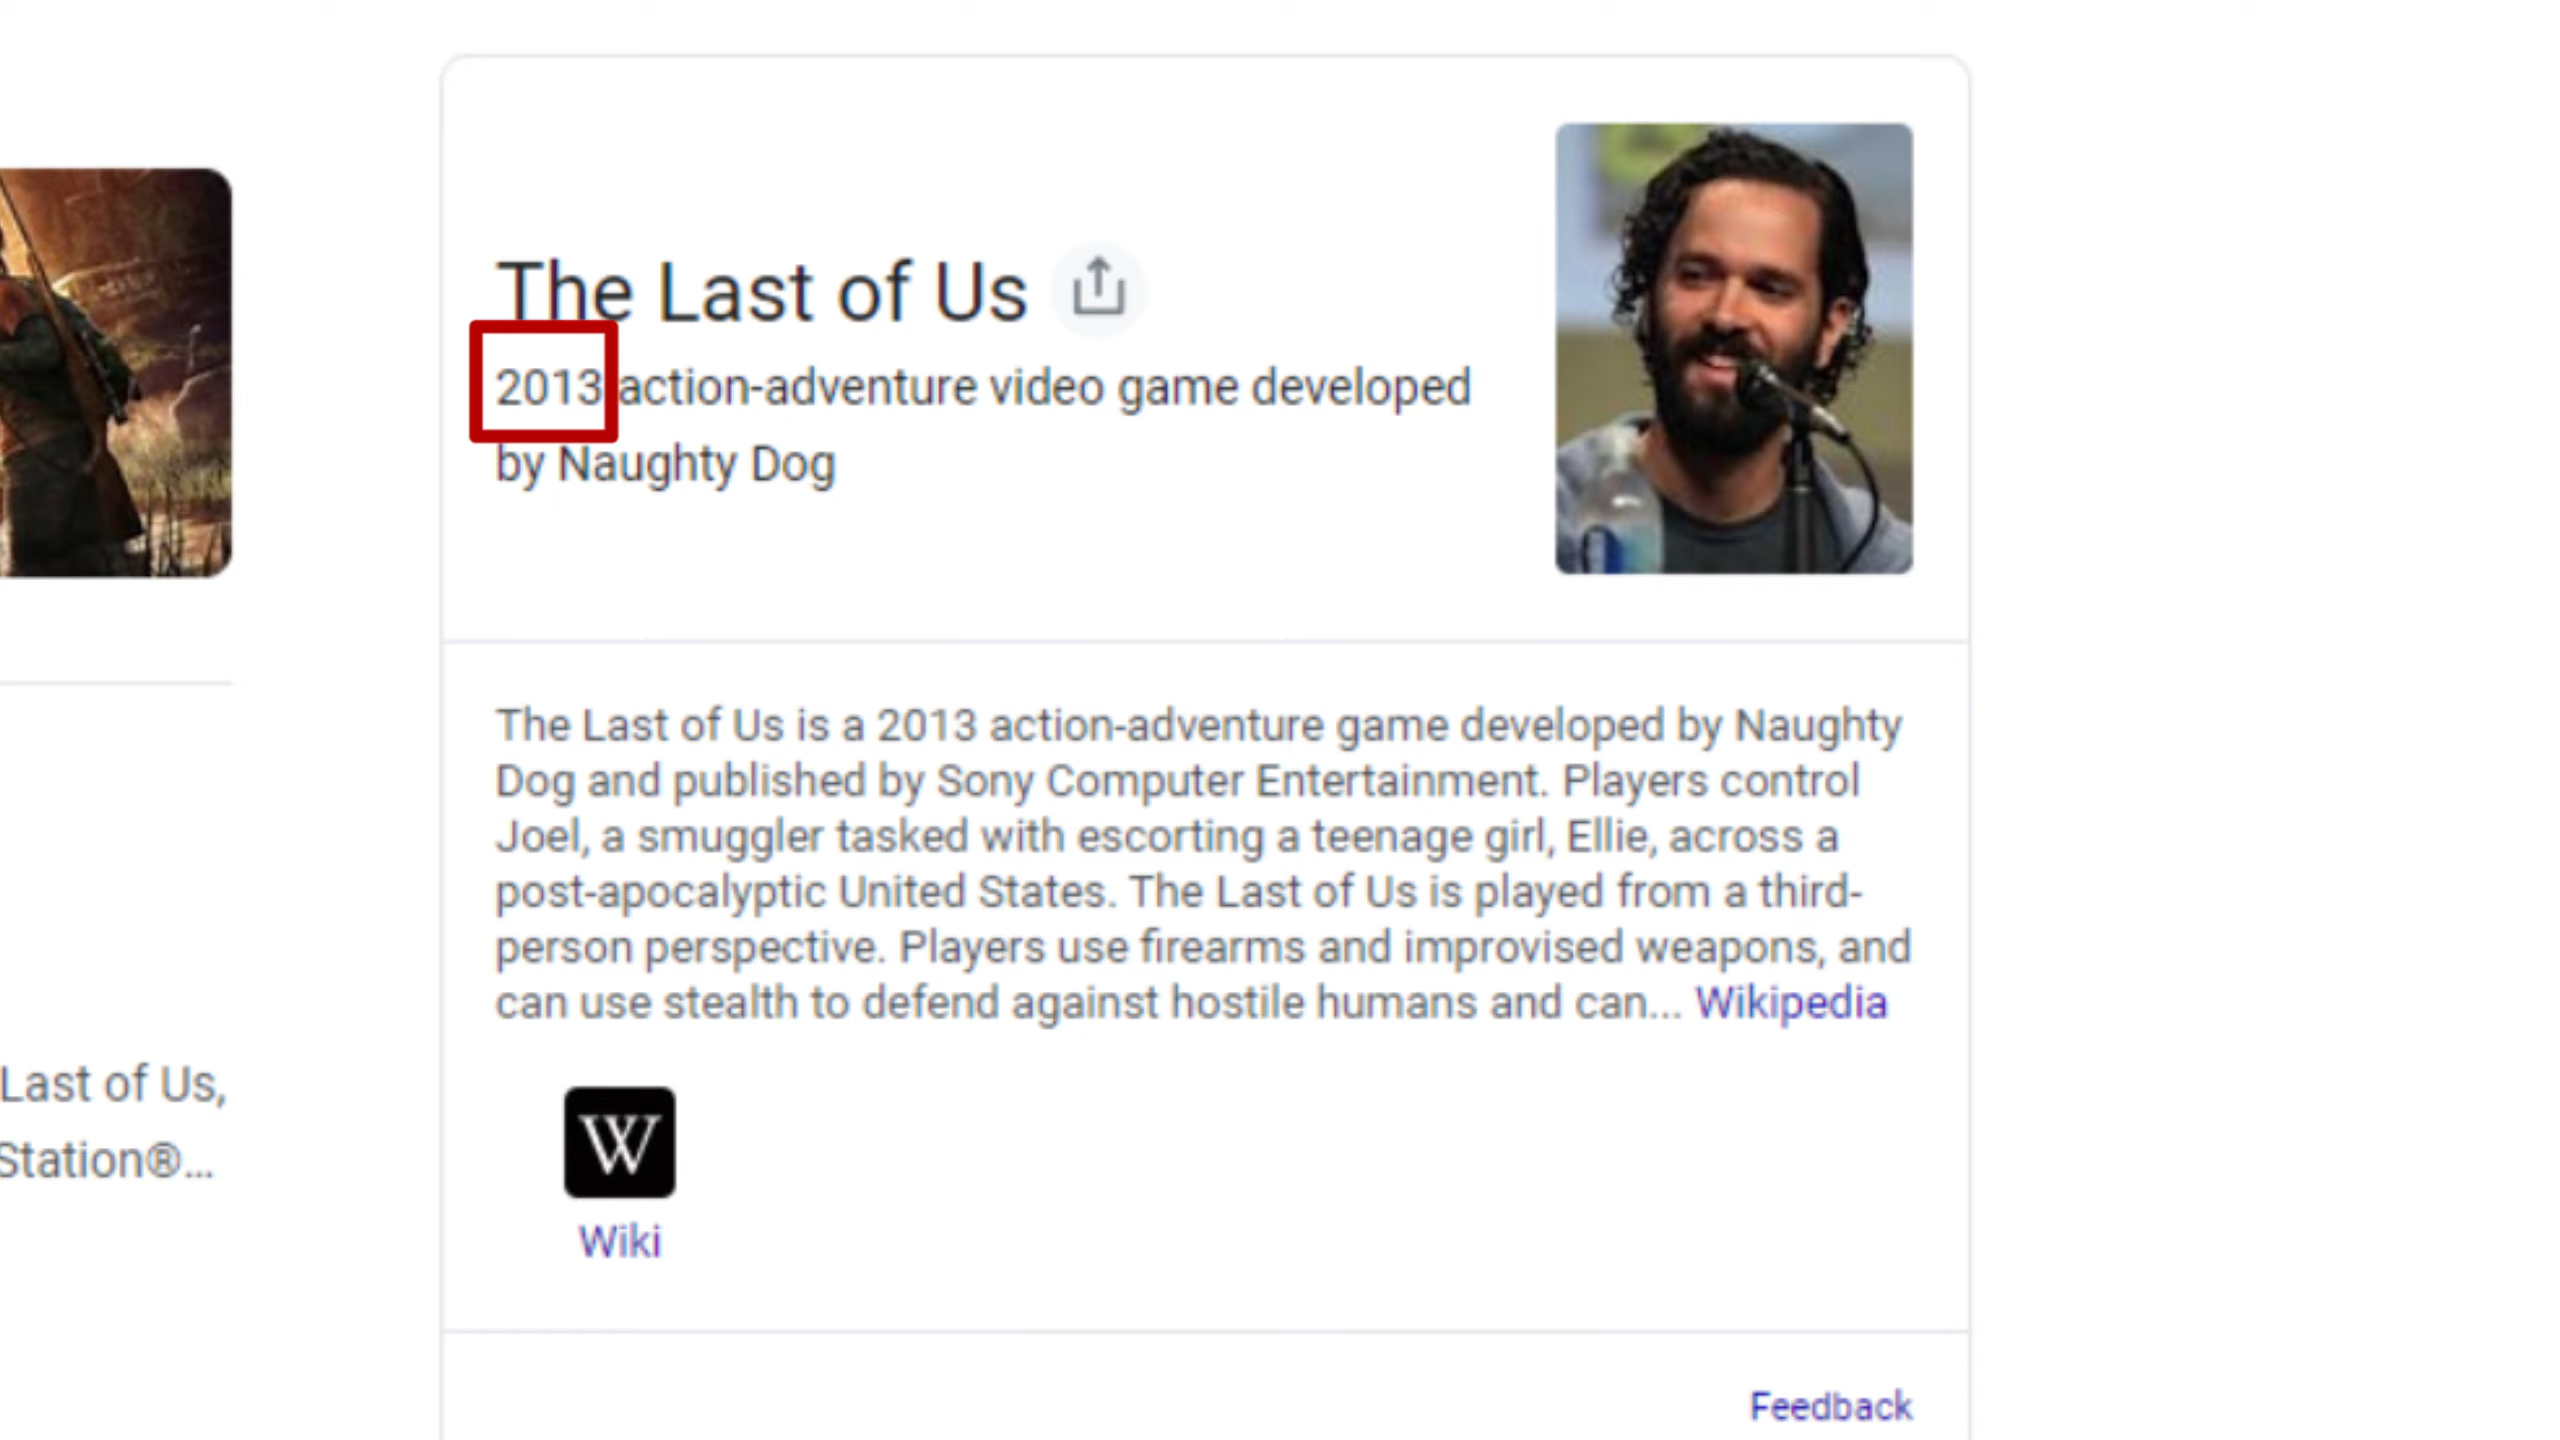 The Last of Us
2013 action-adventure video game developed
by Naughty Dog
The Last of Us is a 2013 action-adventure game developed by Naughty
Dog and published by Sony Computer Entertainment. Players control
Joel, a smuggler tasked with escorting a teenage girl, Ellie, across a
post-apocalyptic United States. The Last of Us is played from a third-
person perspective. Players use firearms and improvised weapons, and
can use stealth to defend against hostile humans and can... Wikipedia
Last of Us,
Station®...
W
Wiki
Feedback